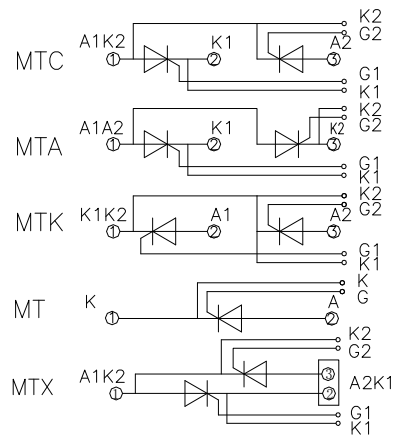 K2
G2
A1K2 K1 A2
MTC 1 2 3
G1
K1
K2
G2
A1A2 K1 K2
MTA 1 2 3
G1
K1
K2
G2
K1K2 A1 A2
MTK 1 2 3
G1
K1
K
G
K A
MT 1 2
K2
G2
3
A1K2 A2K1
MTX 1 2
G1
K1